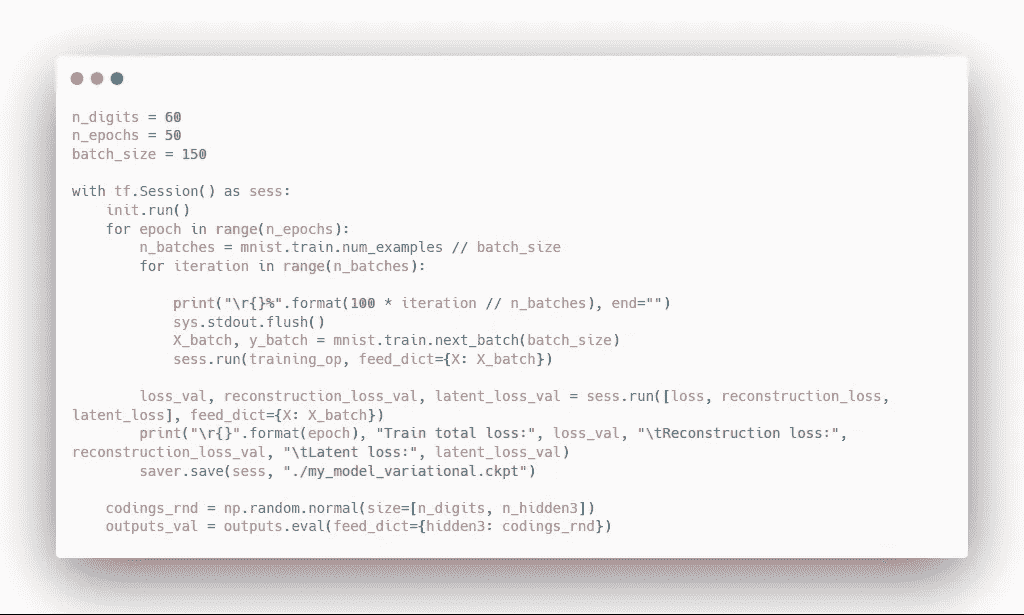 n_digits = 60
n_epochs = 50
batch_size = 150
with tf.Session() as sess:
    init.run()
    for epoch in range(n_epochs):
        n_batches = mnist.train.num_examples // batch_size
        for iteration in range(n_batches):
            print("\r{}%".format(100 * iteration // n_batches), end="")
            sys.stdout.flush()
            X_batch, y_batch = mnist.train.next_batch(batch_size)
            sess.run(training_op, feed_dict={X: X_batch})
        loss_val, reconstruction_loss_val, latent_loss_val = sess.run([loss, reconstruction_loss,
latent_loss], feed_dict={X: X_batch})
        print("\r{}".format(epoch), "Train total loss:", loss_val, "\tReconstruction loss:",
reconstruction_loss_val, "\tLatent loss:", latent_loss_val)
        saver.save(sess, "./my_model_variational.ckpt")
    codings_rnd = np.random.normal(size=[n_digits, n_hidden3])
    outputs_val = outputs.eval(feed_dict={hidden3: codings_rnd})